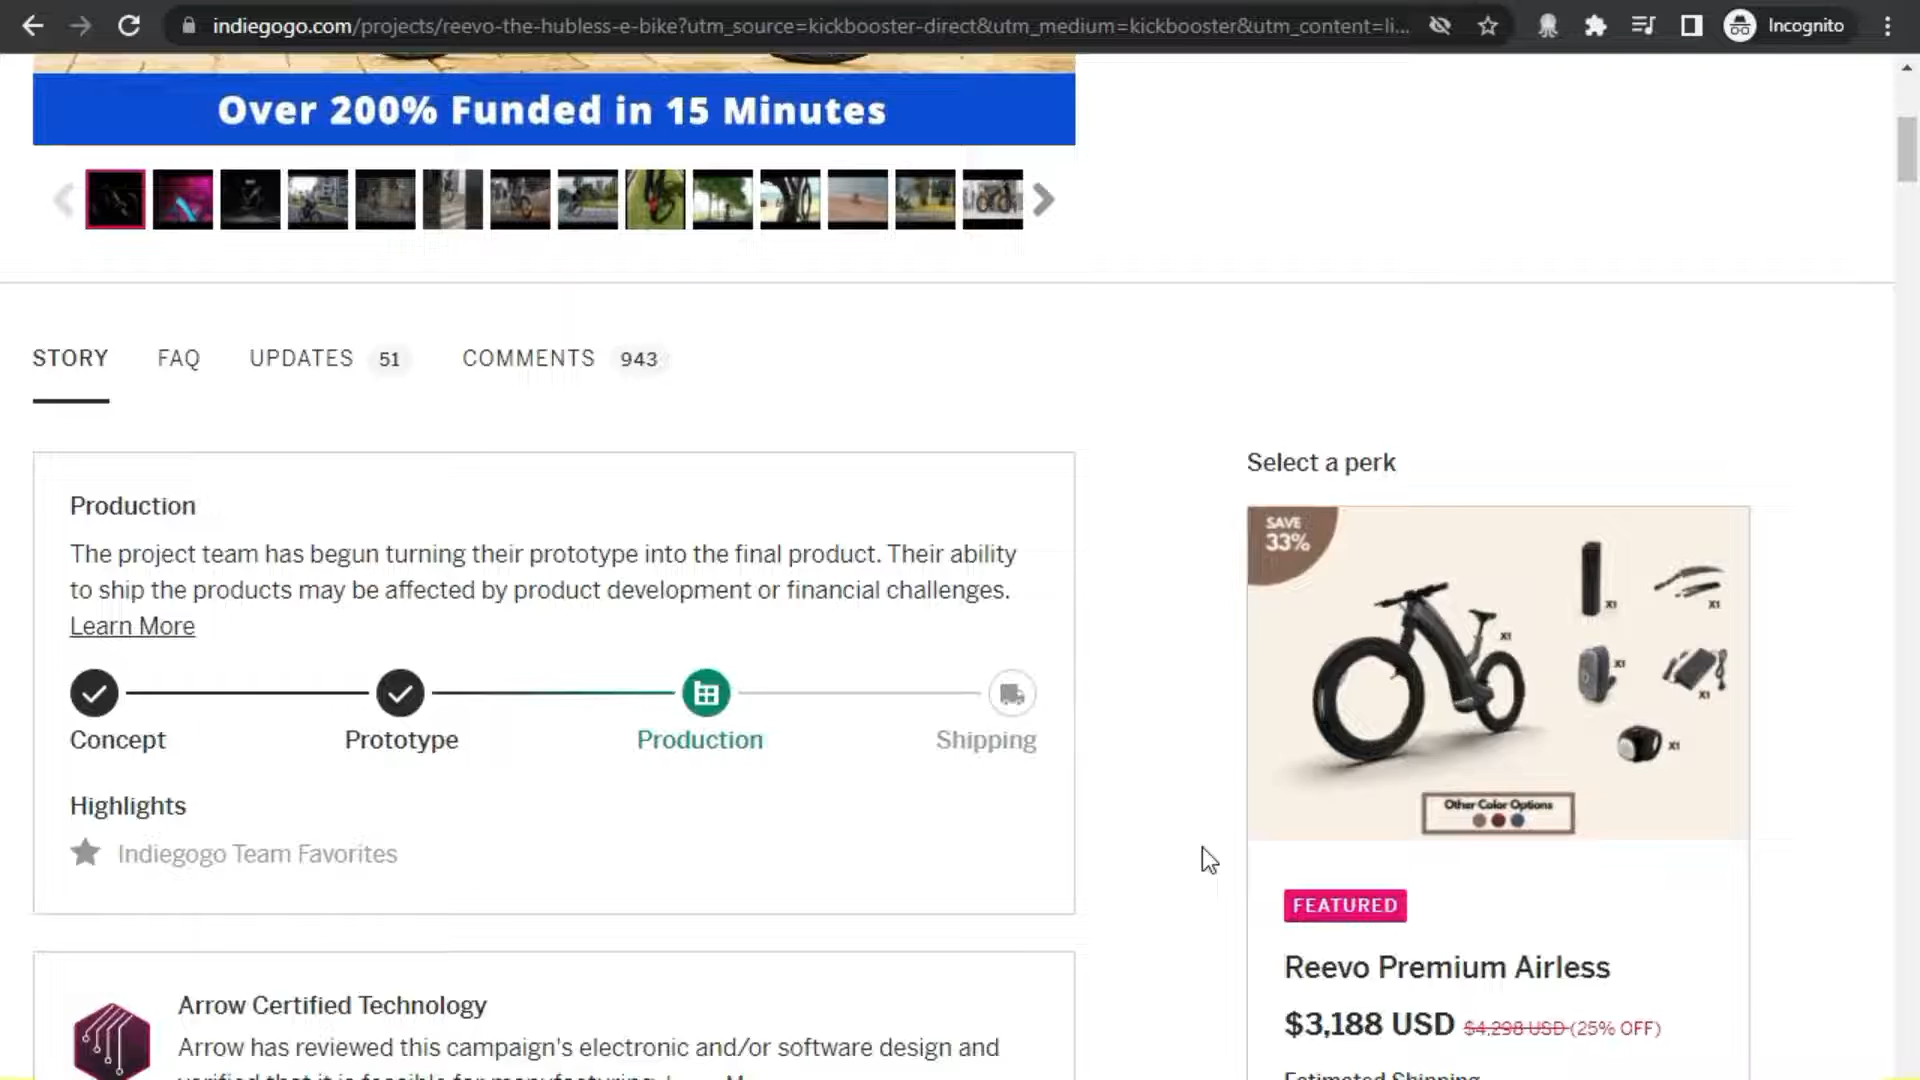 indiegogo.com/projects/reevo-the-hubless-e-bike?utm_source=kickbooster-direct&utm_medium=kickbooster&utm_content=li...
Incognito
Over 200% Funded in 15 Minutes
STORY
FAQ
UPDATES 51
COMMENTS 943
Production
The project team has begun turning their prototype into the final product. Their ability
to ship the products may be affected by product development or financial challenges.
Learn More
Concept
Prototype
Production
Shipping
Highlights
Indiegogo Team Favorites
Arrow Certified Technology
Arrow has reviewed this campaign's electronic and/or software design and
verified that it is feasible for manufacturing.
Select a perk
SAVE
33%
X1
X1
X1
X1
X1
X1
Other Color Options
FEATURED
Reevo Premium Airless
$3,188 USD $4,298 USD (25% OFF)
Estimated Shipping